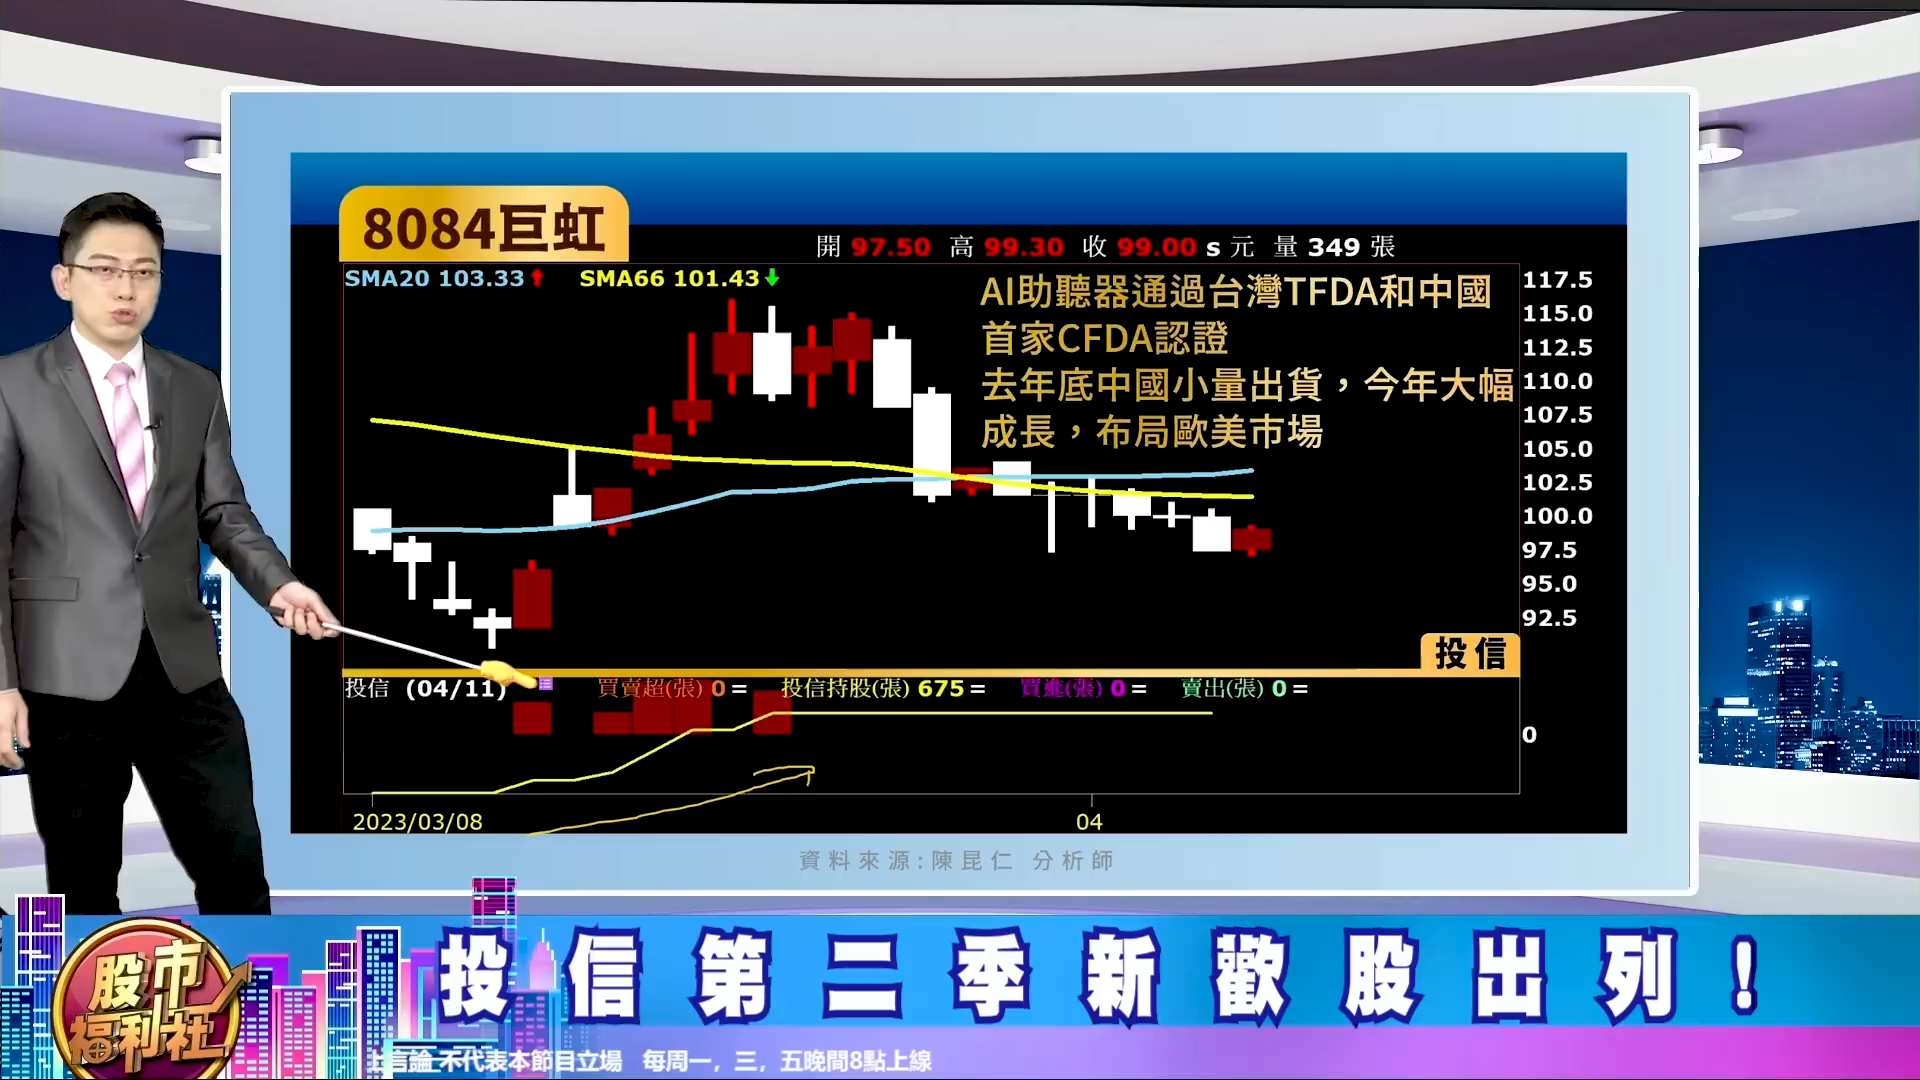 8084巨虹
開 97.50 高 99.30 收 99.00 s 元 量 349 張
SMA20 103.33 SMA66 101.43
AI助聽器通過台灣TFDA和中國
首家CFDA認證
去年底中國小量出貨，今年大幅
成長，布局歐美市場
117.5
115.0
112.5
110.0
107.5
105.0
102.5
100.0
97.5
95.0
92.5
投信
投信 (04/11) 買賣超(張) 0 = 投信持股(張) 675 = 買進(張) 0 = 賣出(張) 0 =
0
2023/03/08
04
資料來源:陳昆仁 分析師
投信第二季新歡股出列！
股市福利社
上言論 不代表本節目立場 每周一，三，五晚間8點上線